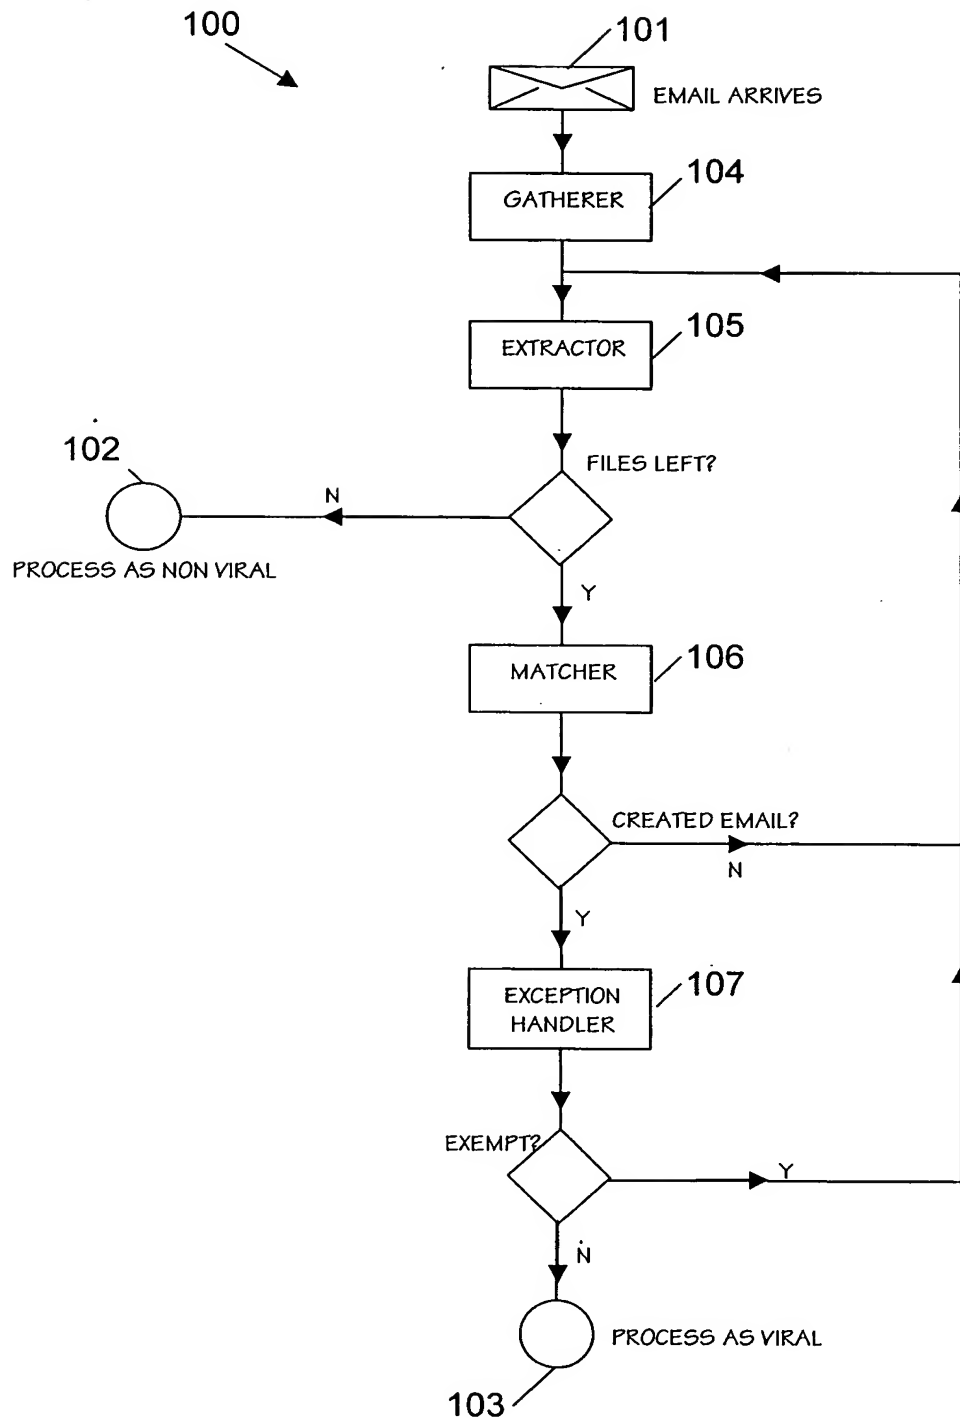 100
101
EMAIL ARRIVES
104
GATHERER
105
EXTRACTOR
102
FILES LEFT?
N
PROCESS AS NON VIRAL
Y
106
MATCHER
CREATED EMAIL?
N
Y
107
EXCEPTION
HANDLER
EXEMPT?
Y
N
PROCESS AS VIRAL
103